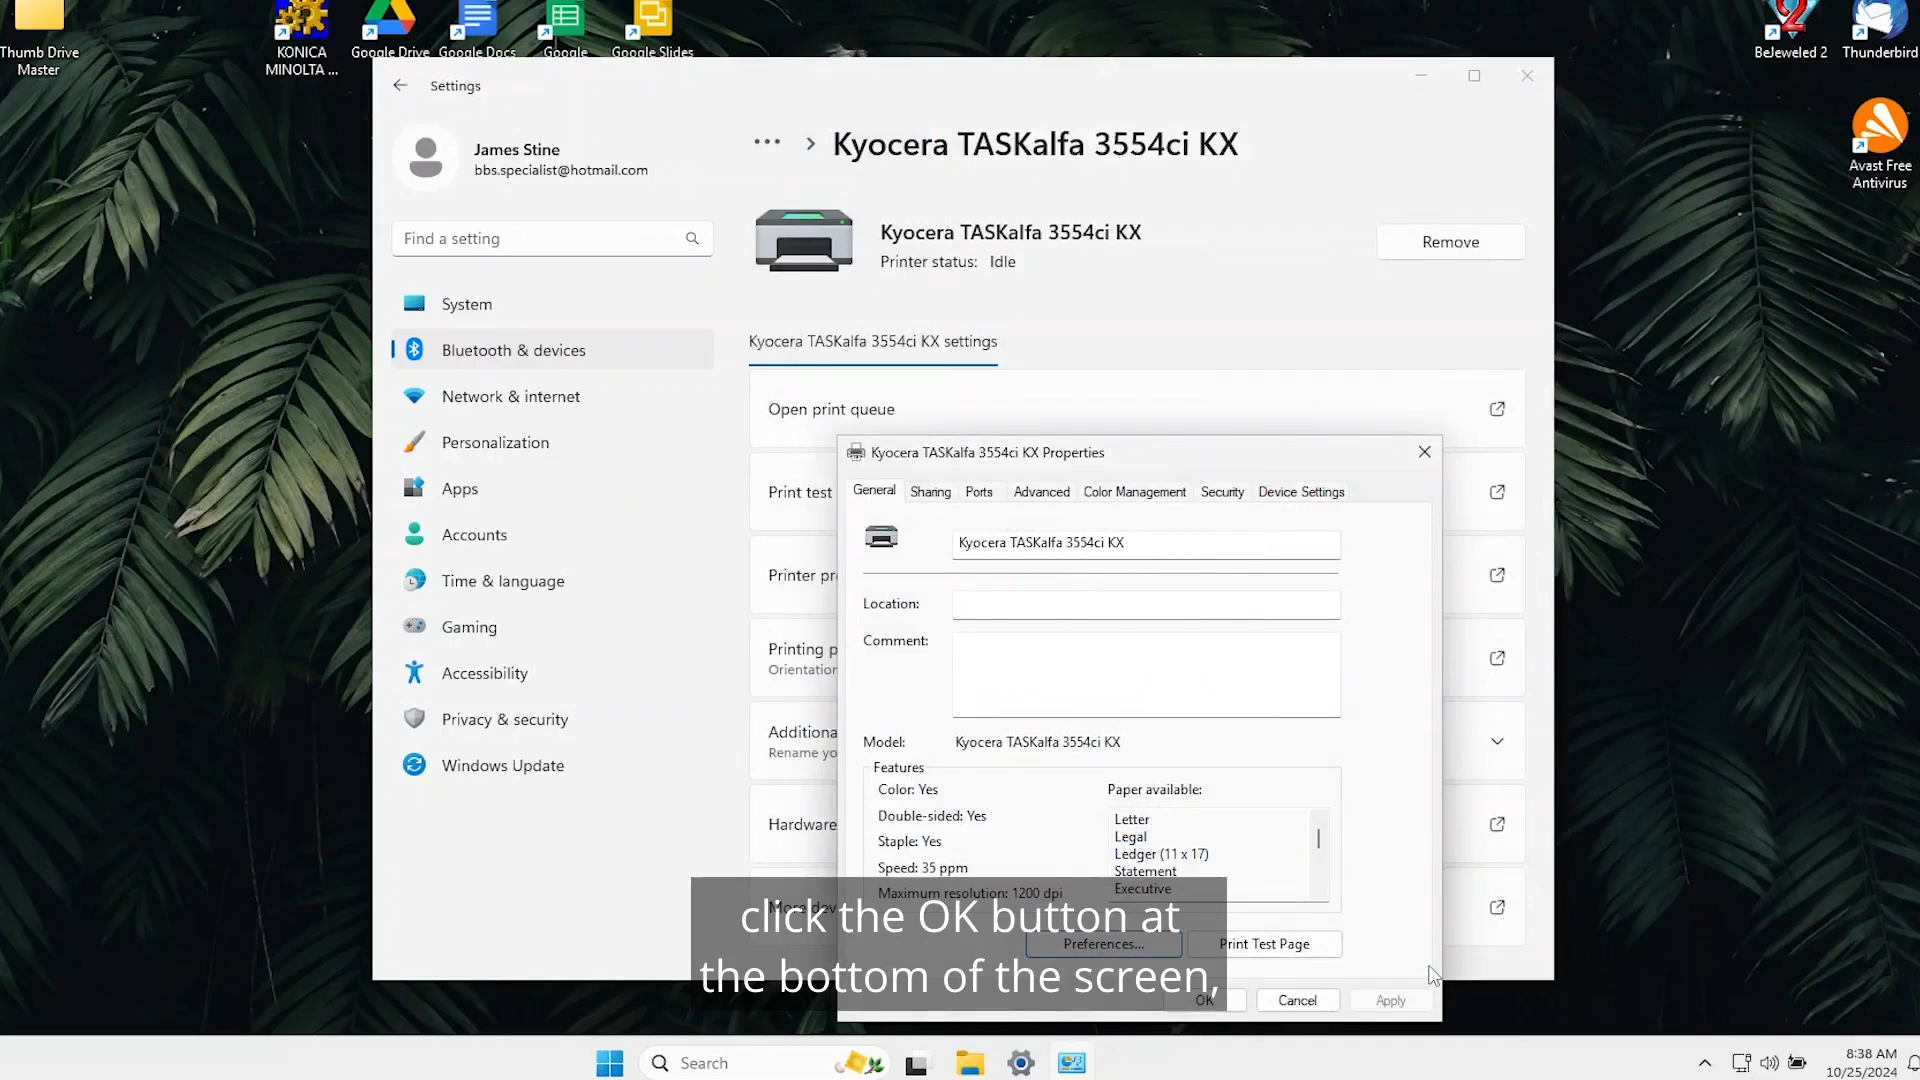 Thumb Drive
Master
KONICA
MINOLTA ...
Google Drive
Google Docs
Google
Google Slides
BeJeweled 2
Thunderbird
Avast Free
Antivirus
Settings
James Stine
bbs.specialist@hotmail.com
Find a setting
System
Bluetooth & devices
Network & internet
Personalization
Apps
Accounts
Time & language
Gaming
Accessibility
Privacy & security
Windows Update
... > Kyocera TASKalfa 3554ci KX
Kyocera TASKalfa 3554ci KX
Printer status: Idle
Remove
Kyocera TASKalfa 3554ci KX settings
Open print queue
Print test
Printer pr
Printing p
Orientation
Additiona
Rename yo
Hardware
More dev
Kyocera TASKalfa 3554ci KX Properties
General Sharing Ports Advanced Color Management Security Device Settings
Kyocera TASKalfa 3554ci KX
Location:
Comment:
Model: Kyocera TASKalfa 3554ci KX
Features
Color: Yes
Double-sided: Yes
Staple: Yes
Speed: 35 ppm
Maximum resolution: 1200 dpi
Paper available:
Letter
Legal
Ledger (11 x 17)
Statement
Executive
Preferences...
Print Test Page
OK
Cancel
Apply
click the OK button at
the bottom of the screen,
Search
8:38 AM
10/25/2024